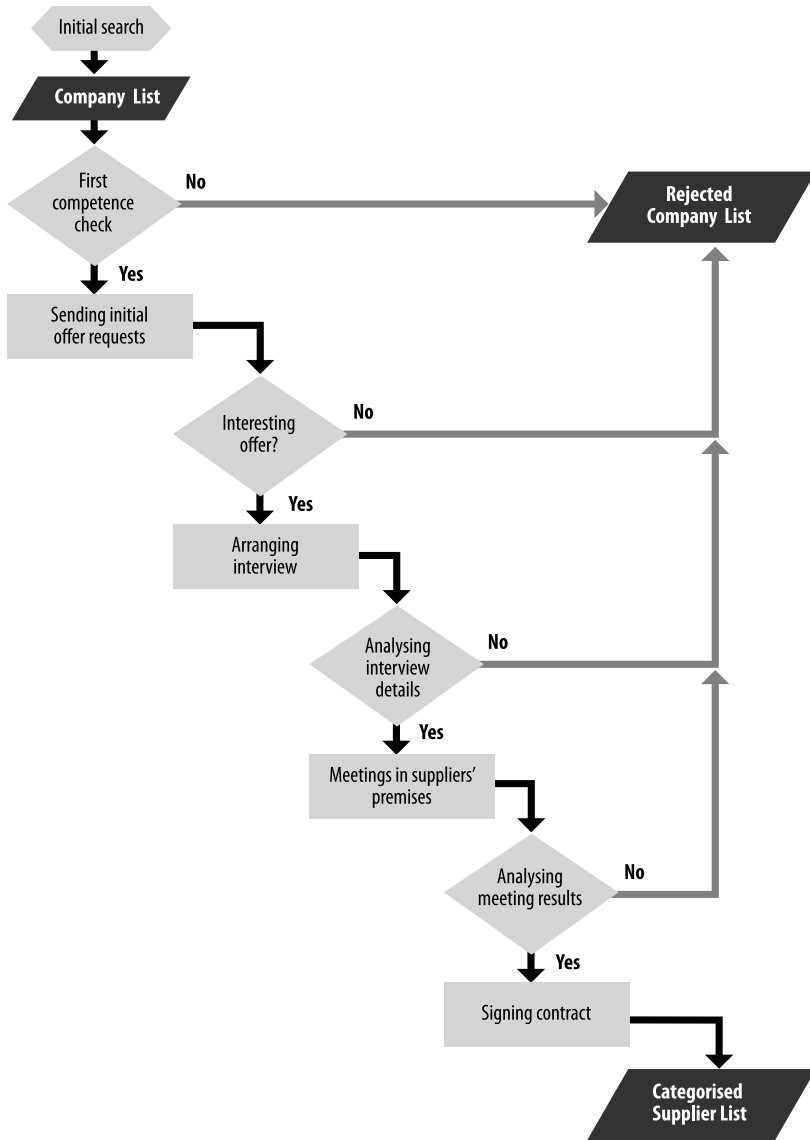 Initial search
Company List
First
competence
check
No
Rejected
Company List
Yes
Sending initial
offer requests
Interesting
offer?
No
Yes
Arranging
interview
Analysing
interview
details
No
Yes
Meetings in suppliers’
premises
Analysing
meeting results
No
Yes
Signing contract
Categorised
Supplier List